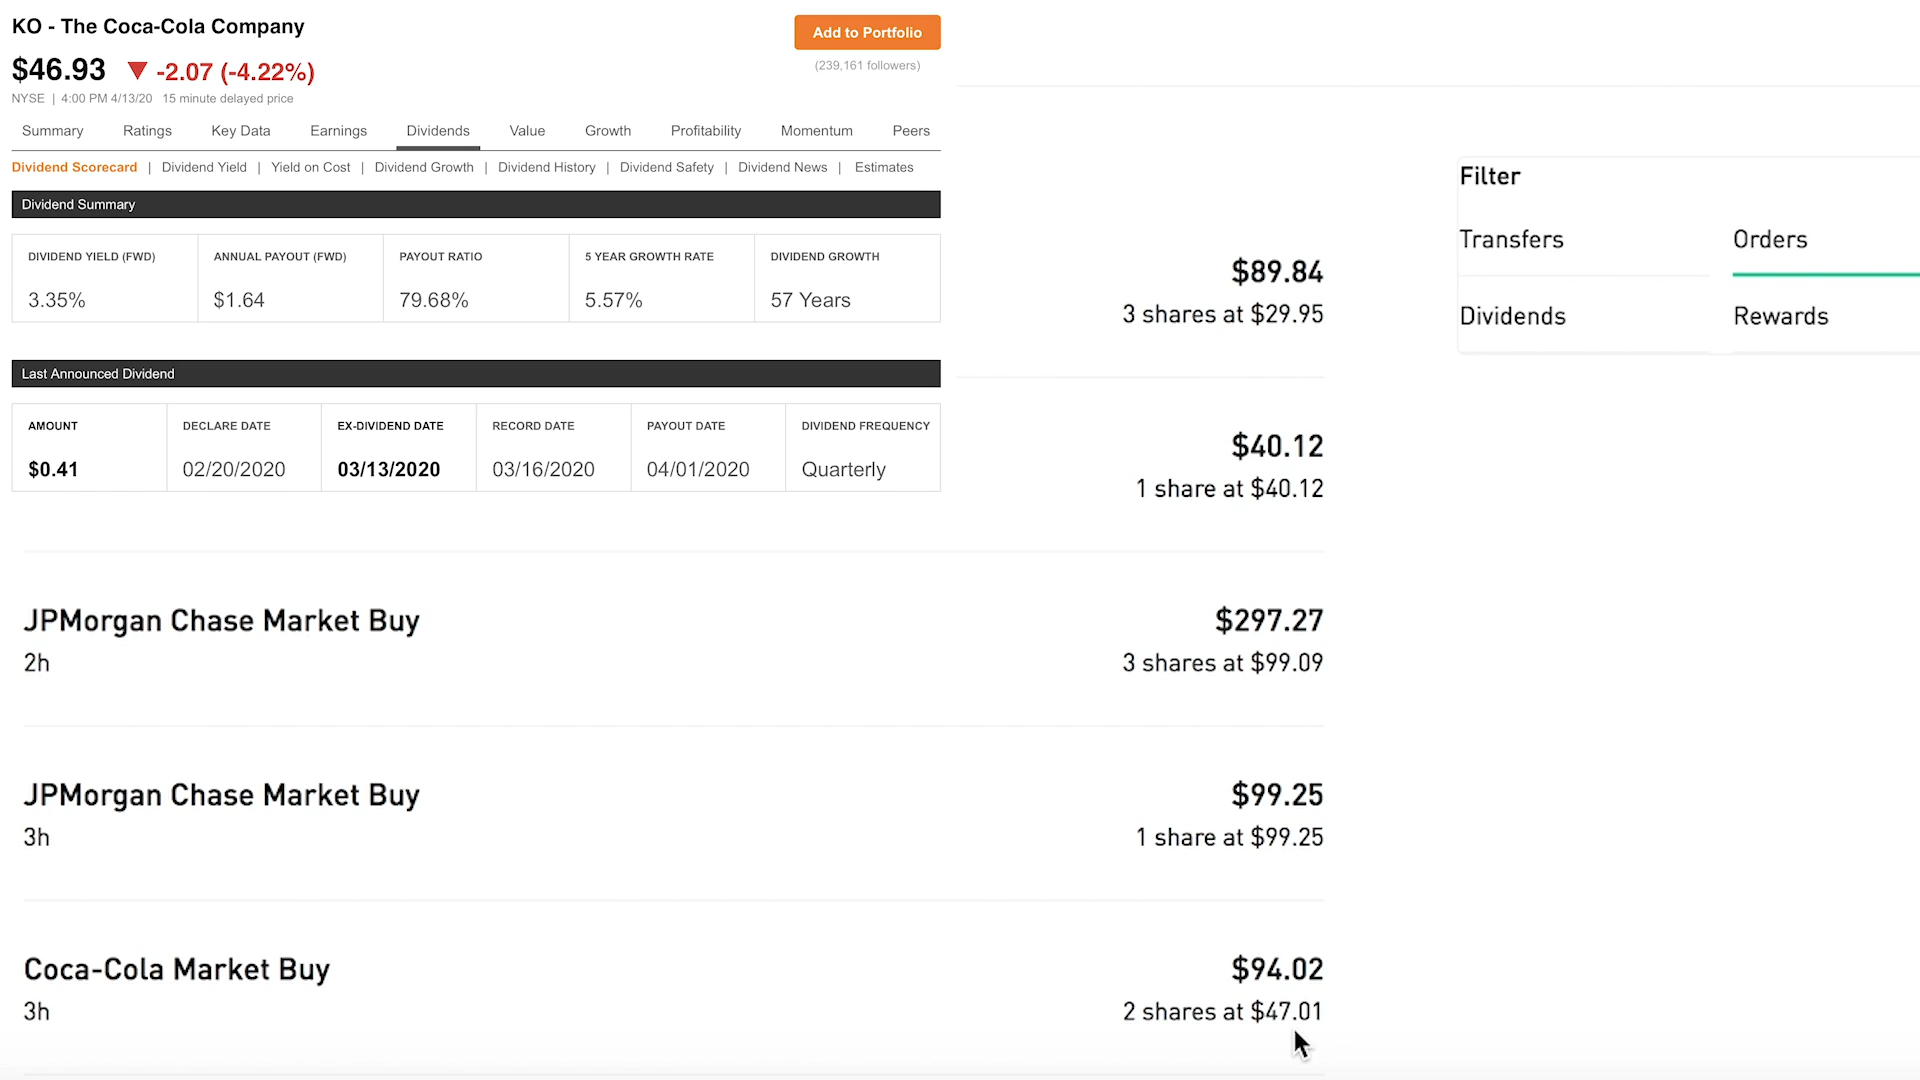 KO - The Coca-Cola Company
Add to Portfolio
$46.93 ▼ -2.07 (-4.22%)
(239,161 followers)
NYSE | 4:00 PM 4/13/20 15 minute delayed price
Summary Ratings Key Data Earnings Dividends Value Growth Profitability Momentum Peers
Dividend Scorecard | Dividend Yield | Yield on Cost | Dividend Growth | Dividend History | Dividend Safety | Dividend News | Estimates
Dividend Summary
DIVIDEND YIELD (FWD) ANNUAL PAYOUT (FWD) PAYOUT RATIO 5 YEAR GROWTH RATE DIVIDEND GROWTH
3.35% $1.64 79.68% 5.57% 57 Years
Last Announced Dividend
AMOUNT DECLARE DATE EX-DIVIDEND DATE RECORD DATE PAYOUT DATE DIVIDEND FREQUENCY
$0.41 02/20/2020 03/13/2020 03/16/2020 04/01/2020 Quarterly
Filter
Transfers Orders
Dividends Rewards
$89.84
3 shares at $29.95
$40.12
1 share at $40.12
JPMorgan Chase Market Buy $297.27
2h 3 shares at $99.09
JPMorgan Chase Market Buy $99.25
3h 1 share at $99.25
Coca-Cola Market Buy $94.02
3h 2 shares at $47.01